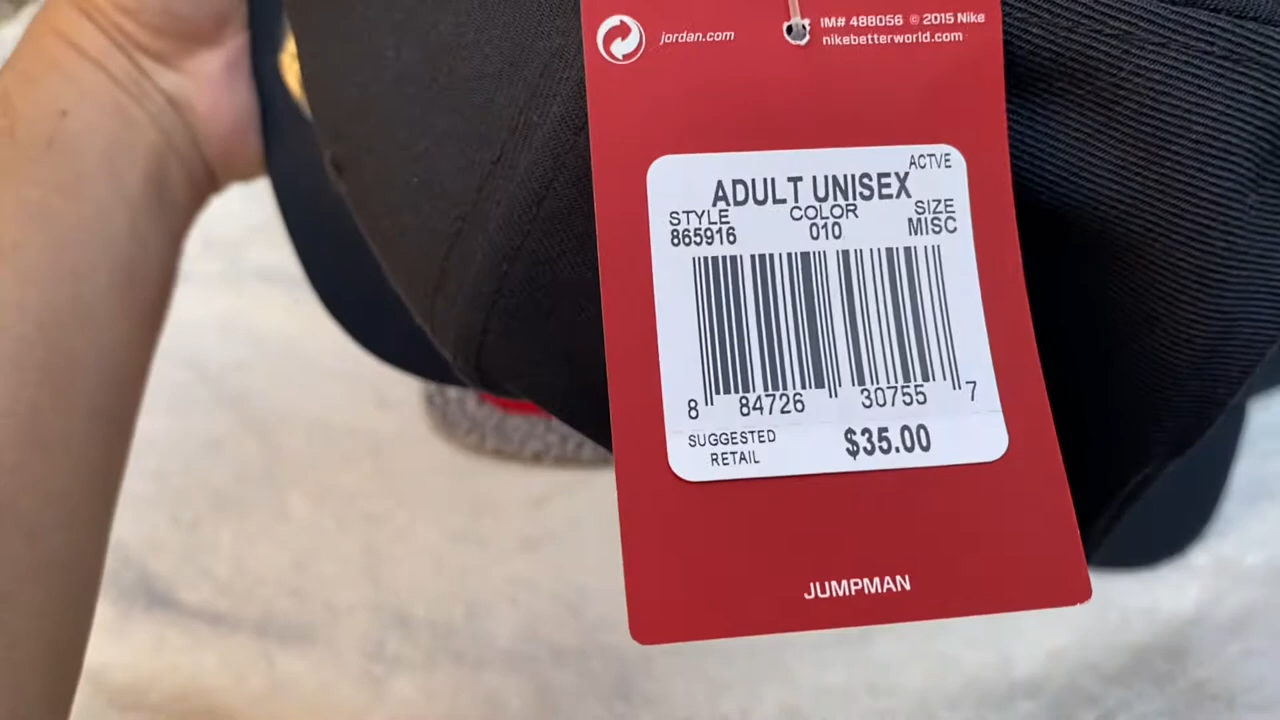 jordan.com
IM# 488056 © 2015 Nike
nikebetterworld.com
ACTVE
ADULT UNISEX
STYLE COLOR SIZE
865916 010 MISC
8 84726 30755 7
SUGGESTED
RETAIL
$35.00
JUMPMAN